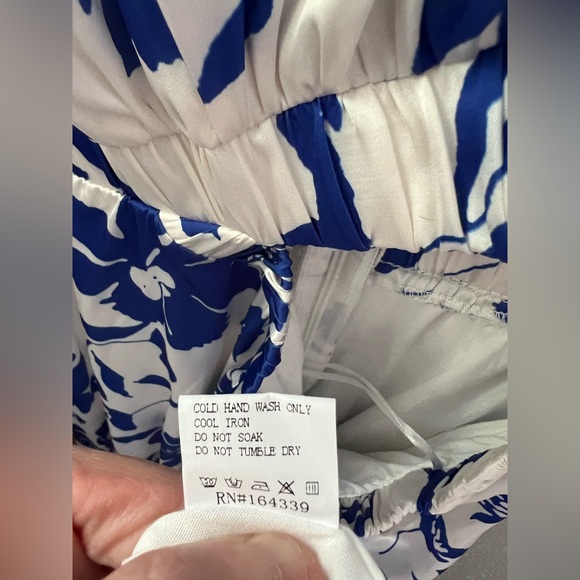 COLD HAND WASH ONLY
COOL IRON
DO NOT SOAK
DO NOT TUMBLE DRY
RN#164339